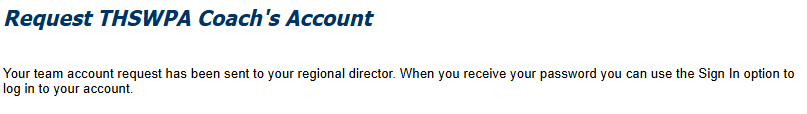 Request THSWPA Coach's Account
Your team account request has been sent to your regional director. When you receive your password you can use the Sign In option to
log in to your account.